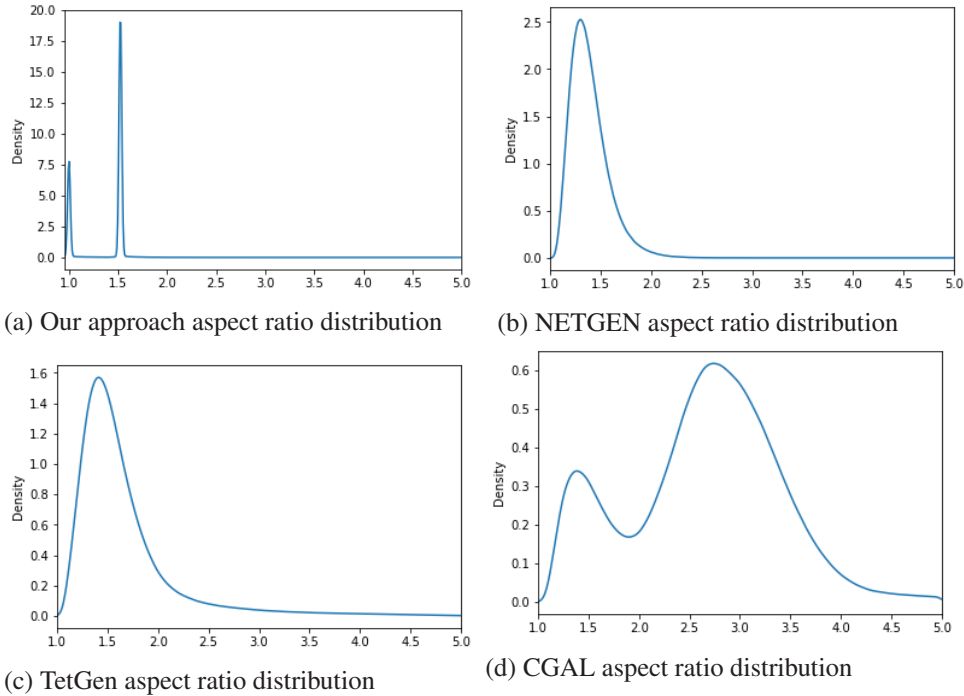 20.0
17.5
15.0
12.5
10.0
7.5
5.0
2.5
0.0
Density
1.0 1.5 2.0 2.5 3.0 3.5 4.0 4.5 5.0
(a) Our approach aspect ratio distribution
2.5
2.0
1.5
1.0
0.5
0.0
Density
1.0 1.5 2.0 2.5 3.0 3.5 4.0 4.5 5.0
(b) NETGEN aspect ratio distribution
1.6
1.4
1.2
1.0
0.8
0.6
0.4
0.2
0.0
Density
1.0 1.5 2.0 2.5 3.0 3.5 4.0 4.5 5.0
(c) TetGen aspect ratio distribution
0.6
0.5
0.4
0.3
0.2
0.1
0.0
Density
1.0 1.5 2.0 2.5 3.0 3.5 4.0 4.5 5.0
(d) CGAL aspect ratio distribution